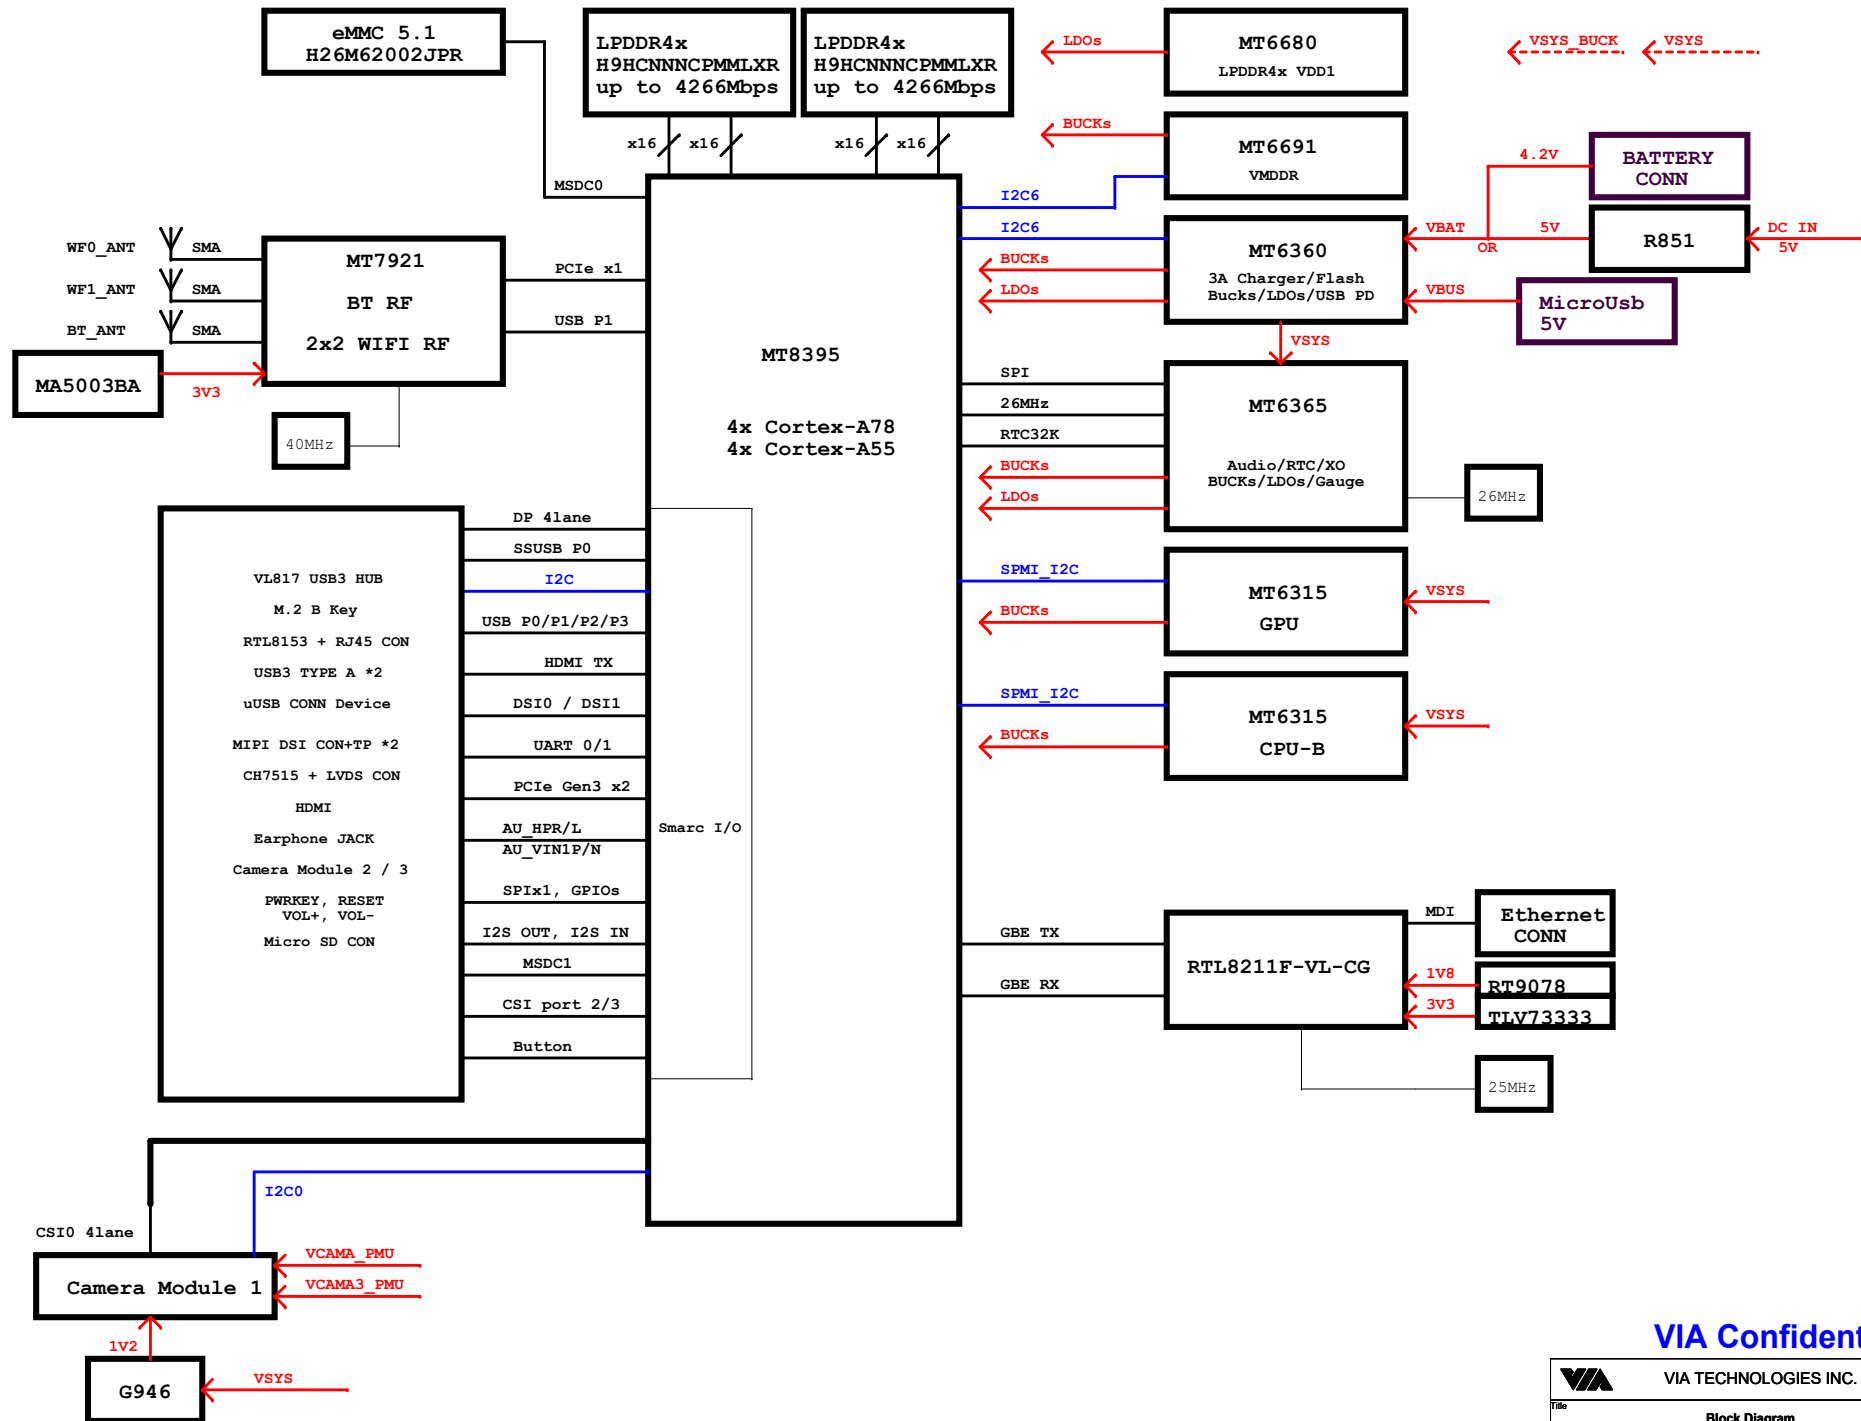 eMMC 5.1
H26M62002JPR
LPDDR4x
H9HCNNNCPMMLXR
up to 4266Mbps
LPDDR4x
H9HCNNNCPMMLXR
up to 4266Mbps
LDOs
MT6680
LPDDR4x VDD1
VSYS_BUCK
VSYS
x16
x16
x16
x16
BUCKs
MT6691
VMDDR
4.2V
BATTERY
CONN
MSDC0
I2C6
I2C6
VBAT
OR
5V
R851
DC IN
5V
WF0_ANT
SMA
WF1_ANT
SMA
BT_ANT
SMA
MT7921
BT RF
2x2 WIFI RF
PCIe x1
USB P1
BUCKs
LDOs
MT6360
3A Charger/Flash
Bucks/LDOs/USB PD
VBUS
MicroUsb
5V
VSYS
MA5003BA
3V3
40MHz
MT8395
4x Cortex-A78
4x Cortex-A55
SPI
26MHz
RTC32K
BUCKs
LDOs
MT6365
Audio/RTC/XO
BUCKs/LDOs/Gauge
26MHz
VL817 USB3 HUB
M.2 B Key
RTL8153 + RJ45 CON
USB3 TYPE A *2
uUSB CONN Device
MIPI DSI CON+TP *2
CH7515 + LVDS CON
HDMI
Earphone JACK
Camera Module 2 / 3
PWRKEY, RESET
VOL+, VOL-
Micro SD CON
DP 4lane
SSUSB P0
I2C
USB P0/P1/P2/P3
HDMI TX
DSI0 / DSI1
UART 0/1
PCIe Gen3 x2
AU_HPR/L
AU_VIN1P/N
SPIx1, GPIOs
I2S OUT, I2S IN
MSDC1
CSI port 2/3
Button
Smarc I/O
SPMI_I2C
BUCKs
MT6315
GPU
VSYS
SPMI_I2C
BUCKs
MT6315
CPU-B
VSYS
GBE TX
GBE RX
RTL8211F-VL-CG
MDI
Ethernet
CONN
1V8
RT9078
3V3
TLV73333
25MHz
I2C0
CSI0 4lane
Camera Module 1
VCAMA_PMU
VCAMA3_PMU
1V2
G946
VSYS
VIA Confident
VIA
VIA TECHNOLOGIES INC.
Title
Block Diagram